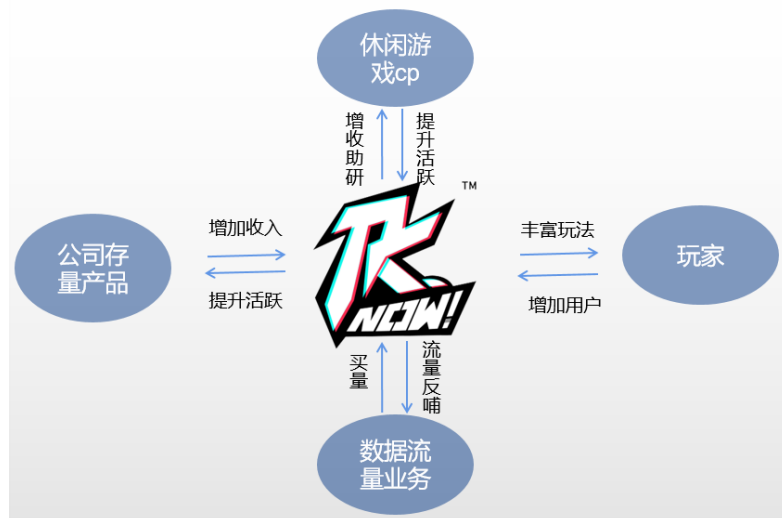 休闲游
戏cp
增收助研
提升活跃
TM
公司存
量产品
增加收入
提升活跃
PK
NOW!
丰富玩法
增加用户
玩家
买量
流量反哺
数据流
量业务